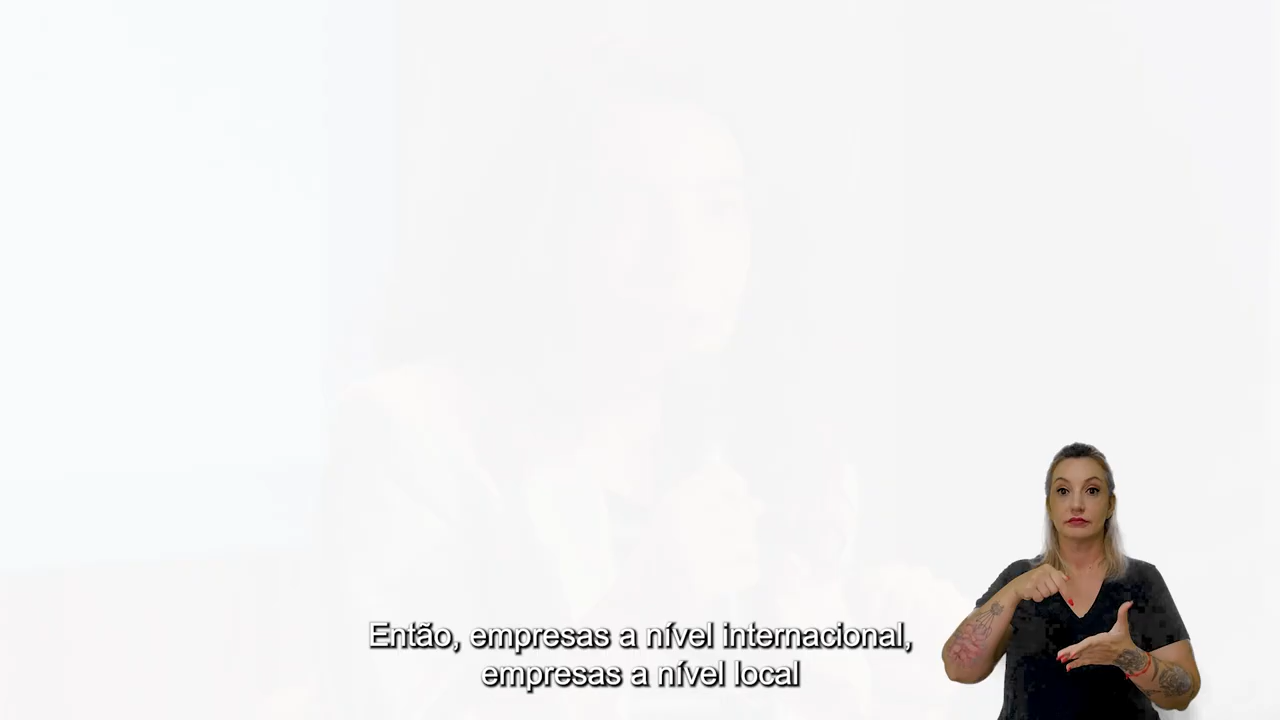 Então, empresas a nível internacional,
empresas a nível local